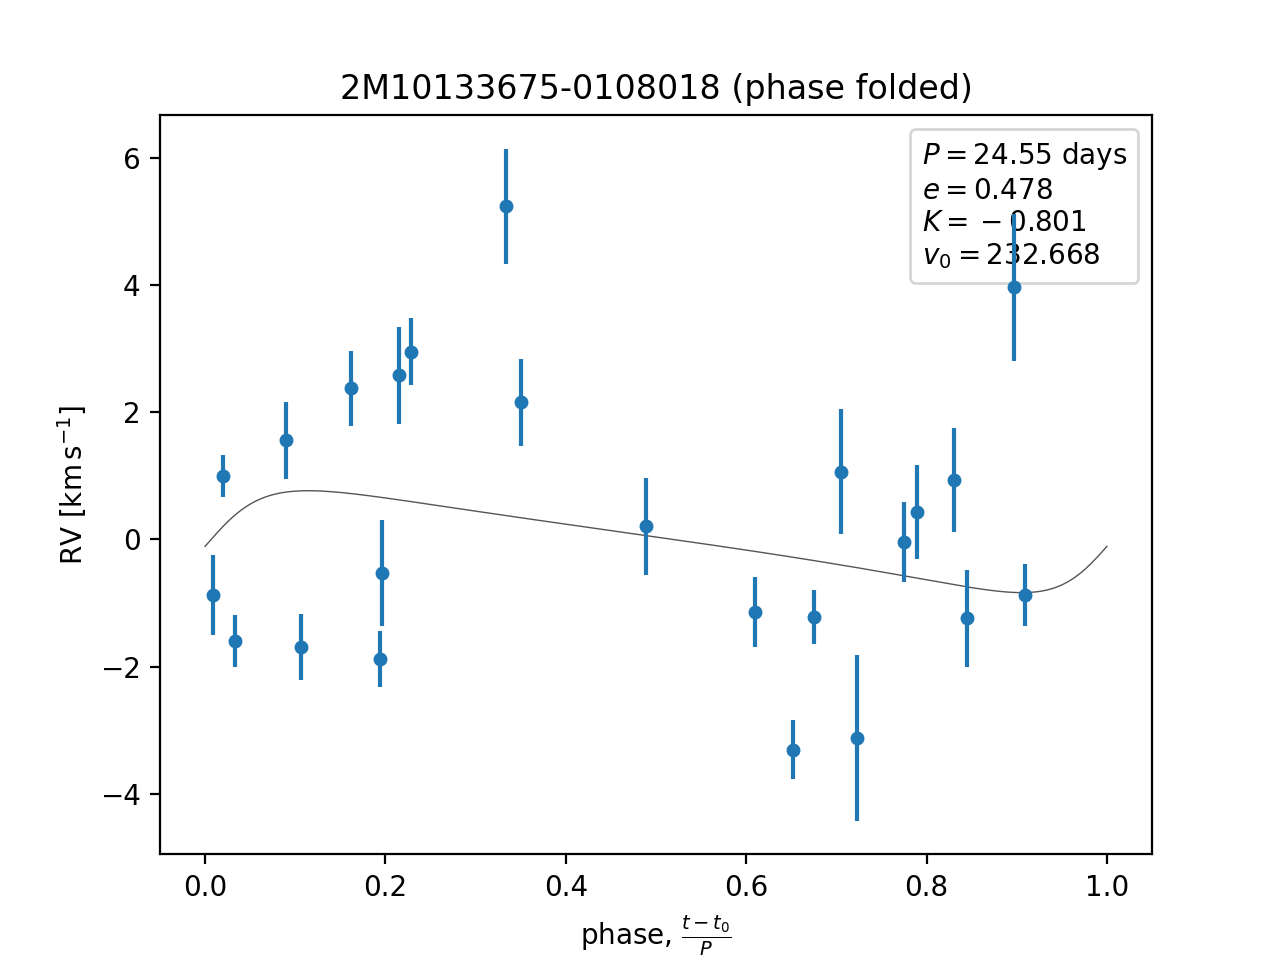 2M10133675-0108018 (phase folded)
P = 24.55 days
e = 0.478
K = −0.801
v₀ = 232.668
6
4
2
0
−2
−4
RV [km s⁻¹]
0.0 0.2 0.4 0.6 0.8 1.0
phase, (t − t₀)/P